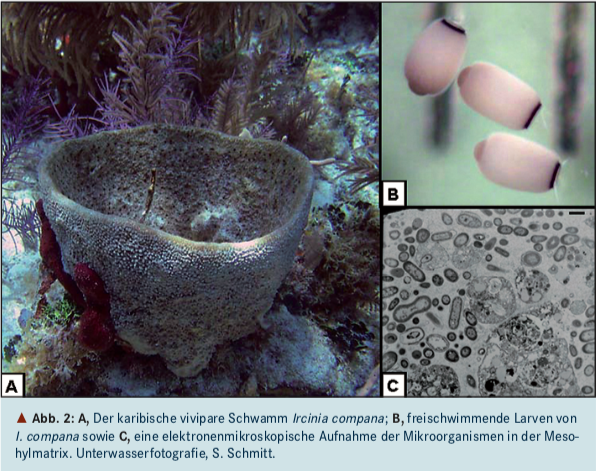 B
A
C
▲ Abb. 2: A, Der karibische vivipare Schwamm Ircinia compana; B, freischwimmende Larven von
I. compana sowie C, eine elektronenmikroskopische Aufnahme der Mikroorganismen in der Meso-
hylmatrix. Unterwasserfotografie, S. Schmitt.